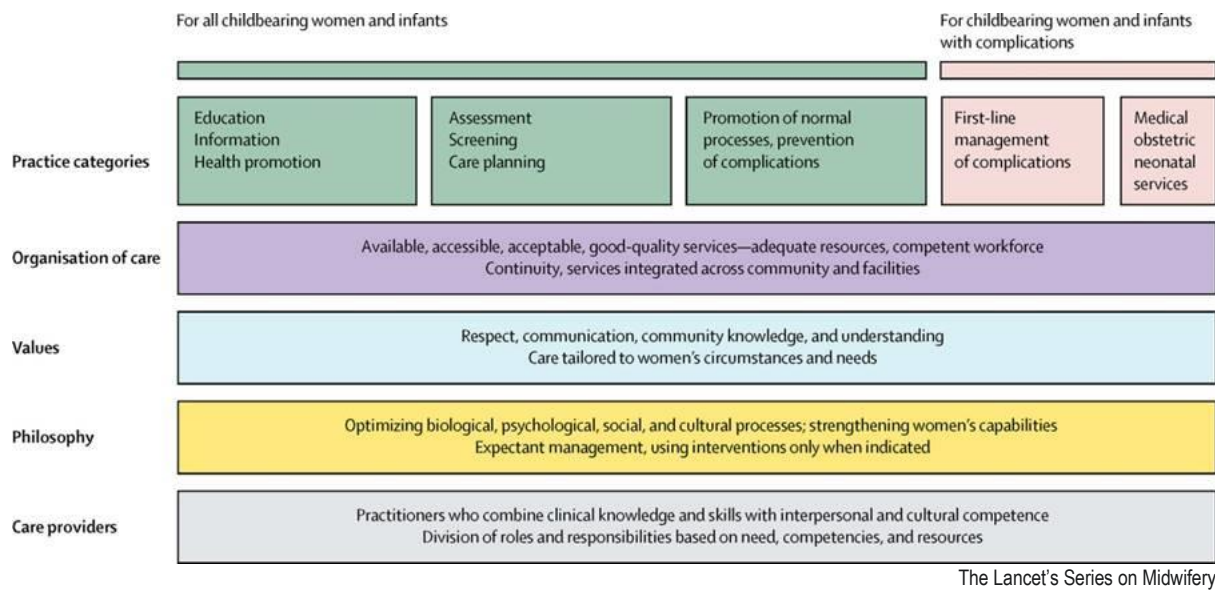 For all childbearing women and infants
For childbearing women and infants
with complications
Practice categories
Education
Information
Health promotion
Assessment
Screening
Care planning
Promotion of normal
processes, prevention
of complications
First-line
management
of complications
Medical
obstetric
neonatal
services
Organisation of care
Available, accessible, acceptable, good-quality services—adequate resources, competent workforce
Continuity, services integrated across community and facilities
Values
Respect, communication, community knowledge, and understanding
Care tailored to women's circumstances and needs
Philosophy
Optimizing biological, psychological, social, and cultural processes; strengthening women's capabilities
Expectant management, using interventions only when indicated
Care providers
Practitioners who combine clinical knowledge and skills with interpersonal and cultural competence
Division of roles and responsibilities based on need, competencies, and resources
The Lancet's Series on Midwifery